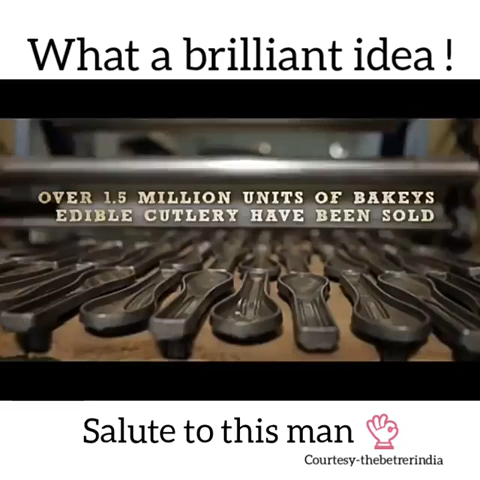 What a brilliant idea !
OVER 1.5 MILLION UNITS OF BAKEYS
EDIBLE CUTLERY HAVE BEEN SOLD
Salute to this man
Courtesy-thebetrerindia